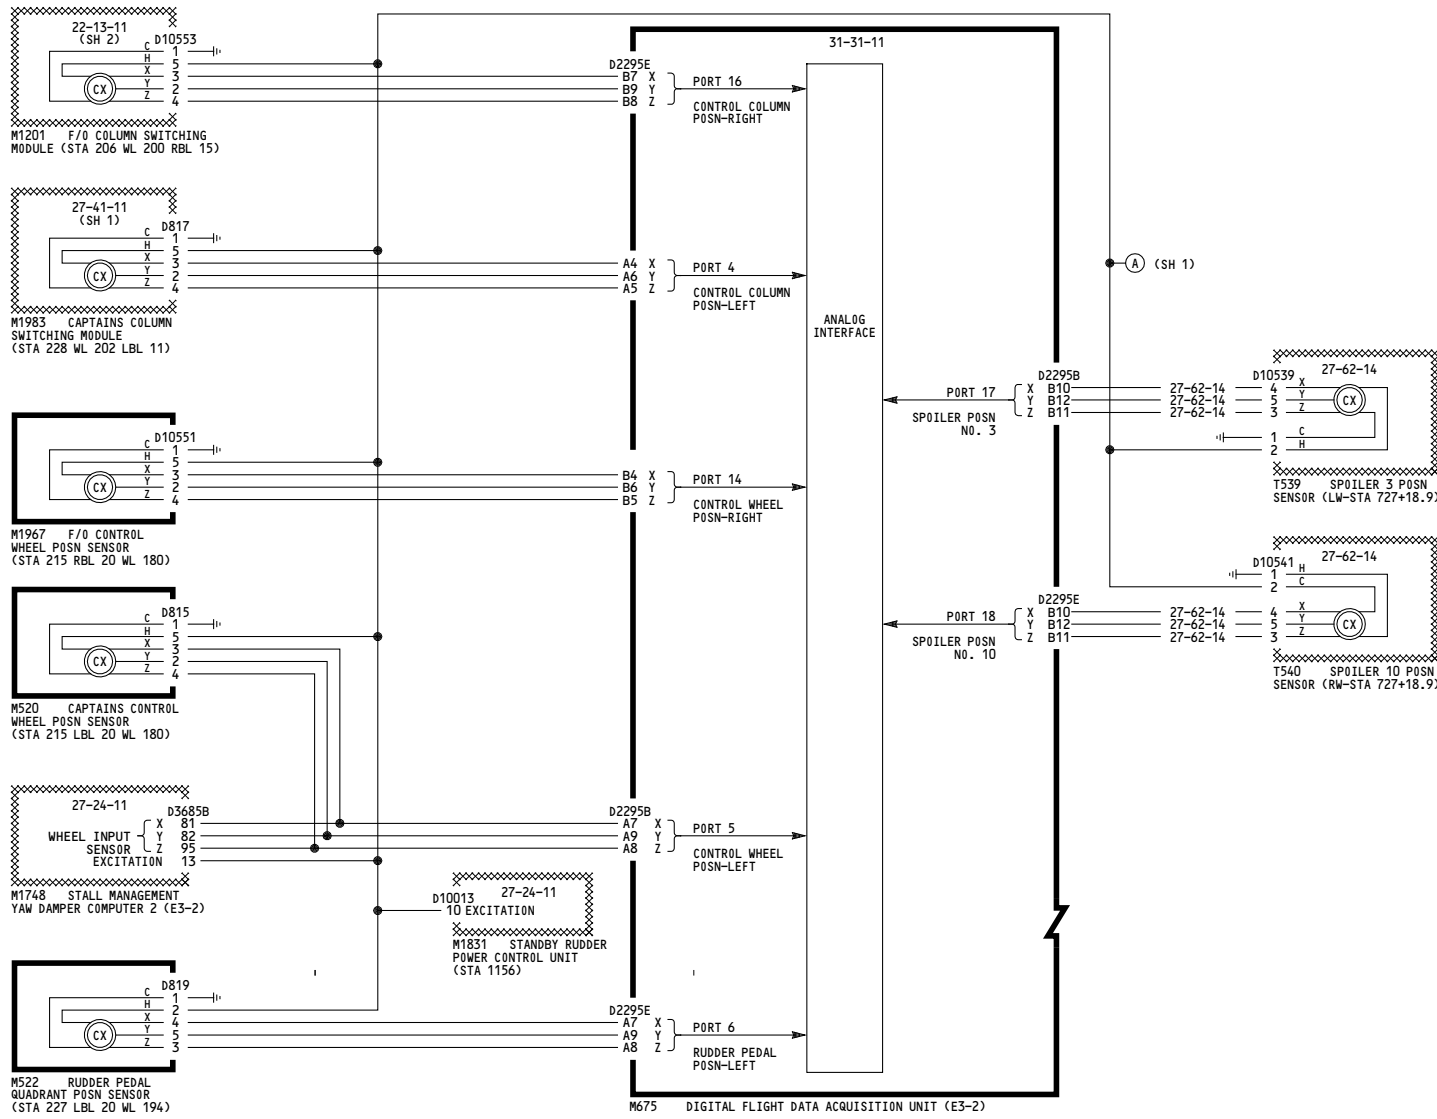 22-13-11
(SH 2)
D10553
C 1
H 5
X 3
Y 2
Z 4
CX
M1201 F/O COLUMN SWITCHING
MODULE (STA 206 WL 200 RBL 15)
27-41-11
(SH 1)
D817
C 1
H 5
X 3
Y 2
Z 4
CX
M1983 CAPTAINS COLUMN
SWITCHING MODULE
(STA 228 WL 202 LBL 11)
D10551
C 1
H 5
X 3
Y 2
Z 4
CX
M1967 F/O CONTROL
WHEEL POSN SENSOR
(STA 215 RBL 20 WL 180)
D815
C 1
H 5
X 3
Y 2
Z 4
CX
M520 CAPTAINS CONTROL
WHEEL POSN SENSOR
(STA 215 LBL 20 WL 180)
27-24-11
D3685B
X 81
WHEEL INPUT Y 82
SENSOR Z 95
EXCITATION 13
M1748 STALL MANAGEMENT
YAW DAMPER COMPUTER 2 (E3-2)
27-24-11
D10013
10 EXCITATION
M1831 STANDBY RUDDER
POWER CONTROL UNIT
(STA 1156)
D819
C 1
H 2
X 4
Y 5
Z 3
CX
M522 RUDDER PEDAL
QUADRANT POSN SENSOR
(STA 227 LBL 20 WL 194)
31-31-11
D2295E
B7 X
B9 Y
B8 Z
PORT 16
CONTROL COLUMN
POSN-RIGHT
A4 X
A6 Y
A5 Z
PORT 4
CONTROL COLUMN
POSN-LEFT
B4 X
B6 Y
B5 Z
PORT 14
CONTROL WHEEL
POSN-RIGHT
D2295B
A7 X
A9 Y
A8 Z
PORT 5
CONTROL WHEEL
POSN-LEFT
D2295E
A7 X
A9 Y
A8 Z
PORT 6
RUDDER PEDAL
POSN-LEFT
ANALOG
INTERFACE
PORT 17
SPOILER POSN
NO. 3
D2295B
X B10
Y B12
Z B11
PORT 18
SPOILER POSN
NO. 10
D2295E
X B10
Y B12
Z B11
M675 DIGITAL FLIGHT DATA ACQUISITION UNIT (E3-2)
A (SH 1)
27-62-14
27-62-14
27-62-14
D10539
27-62-14
4 X
5 Y
3 Z
1 C
2 H
CX
T539 SPOILER 3 POSN
SENSOR (LW-STA 727+18.9)
27-62-14
27-62-14
27-62-14
D10541
27-62-14
1 H
2 C
4 X
5 Y
3 Z
CX
T540 SPOILER 10 POSN
SENSOR (RW-STA 727+18.9)